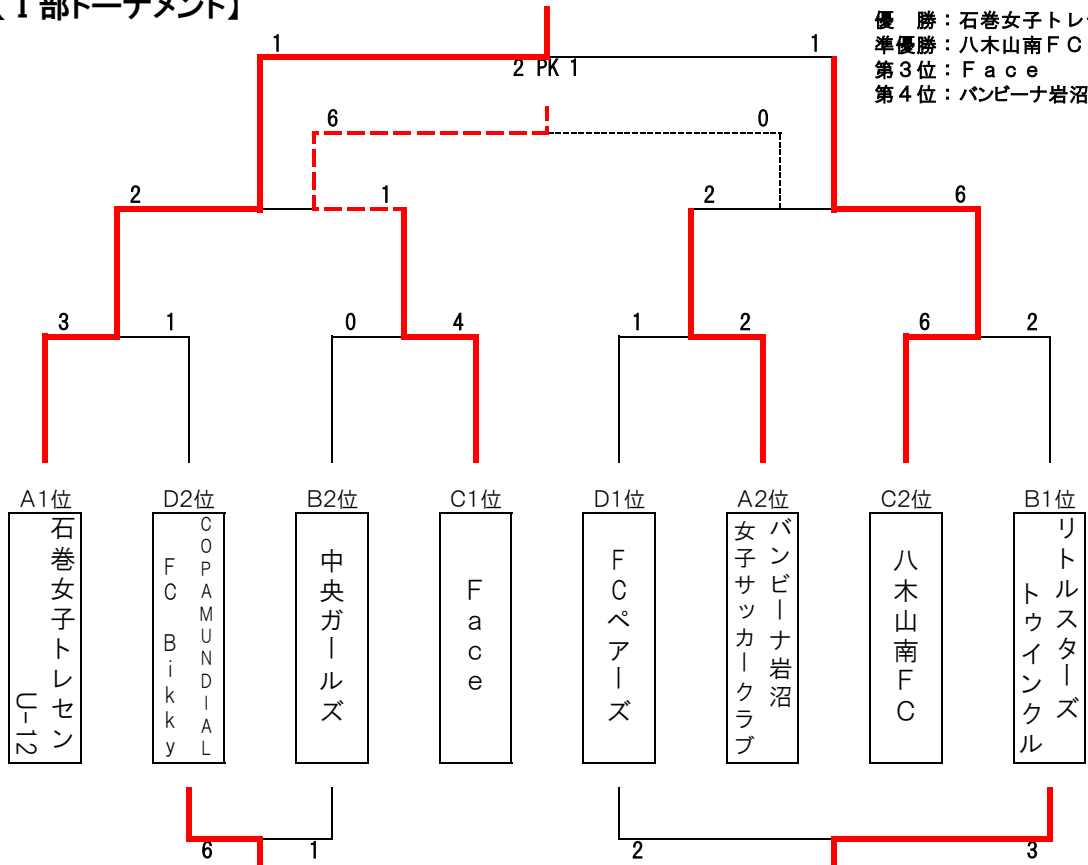 【Ⅰ部トーナメント】
優　勝：石巻女子トレセ
準優勝：八木山南ＦＣ
第３位：Ｆａｃｅ
第４位：バンビーナ岩沼
1
1
2 PK 1
6
0
2
1
2
6
3
1
0
4
1
2
6
2
A1位
D2位
B2位
C1位
D1位
A2位
C2位
B1位
石巻女子トレセン
U-12
COPAMUNDIAL
FC Bikky
中央ガールズ
Face
FCペアーズ
バンビーナ岩沼
女子サッカークラブ
八木山南FC
リトルスターズ
トゥインクル
6
1
2
3